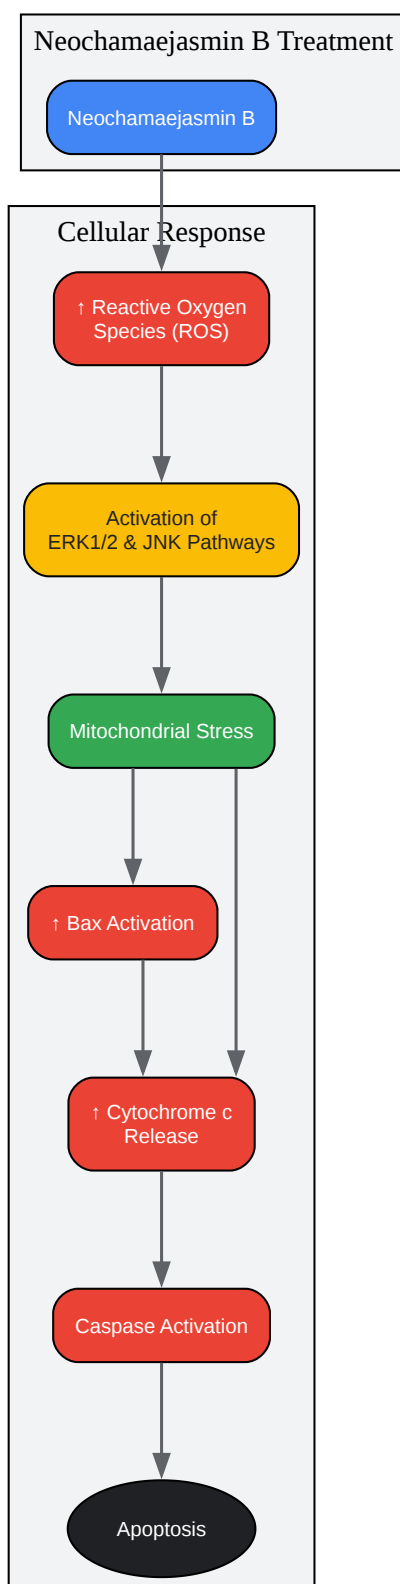 Neochamaejasmin B Treatment
Neochamaejasmin B
Cellular Response
↑ Reactive Oxygen
Species (ROS)
Activation of
ERK1/2 & JNK Pathways
Mitochondrial Stress
↑ Bax Activation
↑ Cytochrome c
Release
Caspase Activation
Apoptosis